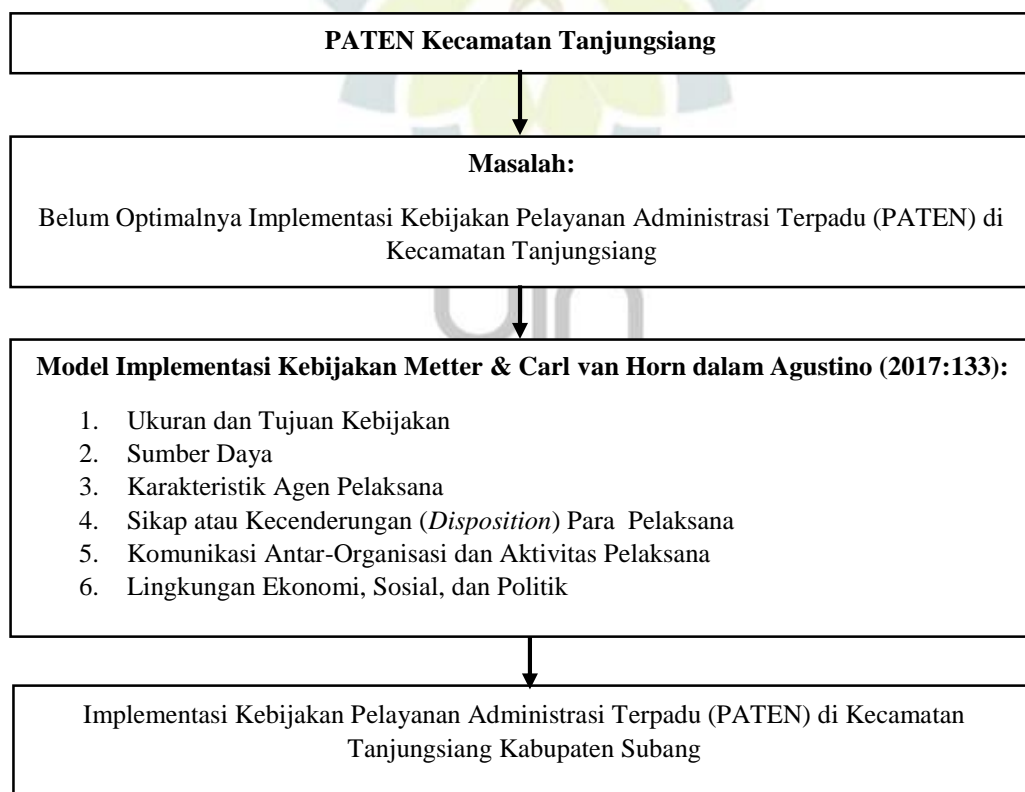 PATEN Kecamatan Tanjungsiang
Masalah:
Belum Optimalnya Implementasi Kebijakan Pelayanan Administrasi Terpadu (PATEN) di
Kecamatan Tanjungsiang
uin
Model Implementasi Kebijakan Metter & Carl van Horn dalam Agustino (2017:133):
1. Ukuran dan Tujuan Kebijakan
2. Sumber Daya
3. Karakteristik Agen Pelaksana
4. Sikap atau Kecenderungan (Disposition) Para Pelaksana
5. Komunikasi Antar-Organisasi dan Aktivitas Pelaksana
6. Lingkungan Ekonomi, Sosial, dan Politik
Implementasi Kebijakan Pelayanan Administrasi Terpadu (PATEN) di Kecamatan
Tanjungsiang Kabupaten Subang